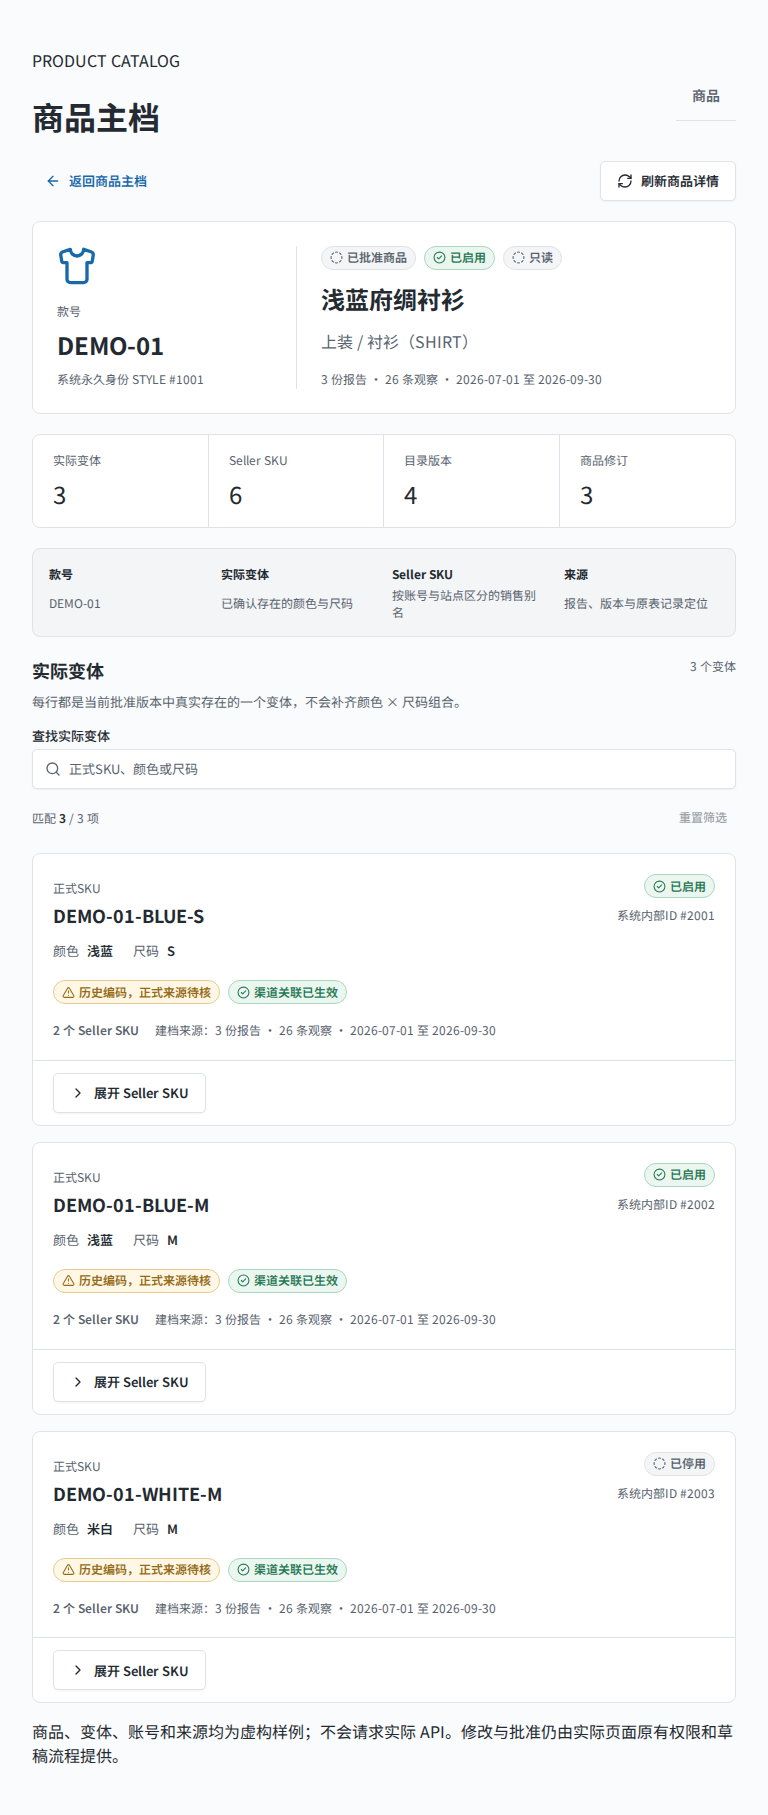 PRODUCT CATALOG
商品主档
商品
返回商品主档
刷新商品详情
款号
DEMO-01
系统永久身份 STYLE #1001
已批准商品
已启用
只读
浅蓝府绸衬衫
上装 / 衬衫（SHIRT）
3 份报告 · 26 条观察 · 2026-07-01 至 2026-09-30
实际变体
3
Seller SKU
6
目录版本
4
商品修订
3
款号
DEMO-01
实际变体
已确认存在的颜色与尺码
Seller SKU
按账号与站点区分的销售别
名
来源
报告、版本与原表记录定位
实际变体
3 个变体
每行都是当前批准版本中真实存在的一个变体，不会补齐颜色 × 尺码组合。
查找实际变体
正式SKU、颜色或尺码
匹配 3 / 3 项
重置筛选
正式SKU
已启用
DEMO-01-BLUE-S
系统内部ID #2001
颜色 浅蓝 尺码 S
历史编码，正式来源待核
渠道关联已生效
2 个 Seller SKU 建档来源：3 份报告 · 26 条观察 · 2026-07-01 至 2026-09-30
展开 Seller SKU
正式SKU
已启用
DEMO-01-BLUE-M
系统内部ID #2002
颜色 浅蓝 尺码 M
历史编码，正式来源待核
渠道关联已生效
2 个 Seller SKU 建档来源：3 份报告 · 26 条观察 · 2026-07-01 至 2026-09-30
展开 Seller SKU
正式SKU
已停用
DEMO-01-WHITE-M
系统内部ID #2003
颜色 米白 尺码 M
历史编码，正式来源待核
渠道关联已生效
2 个 Seller SKU 建档来源：3 份报告 · 26 条观察 · 2026-07-01 至 2026-09-30
展开 Seller SKU
商品、变体、账号和来源均为虚构样例；不会请求实际 API。修改与批准仍由实际页面原有权限和草
稿流程提供。